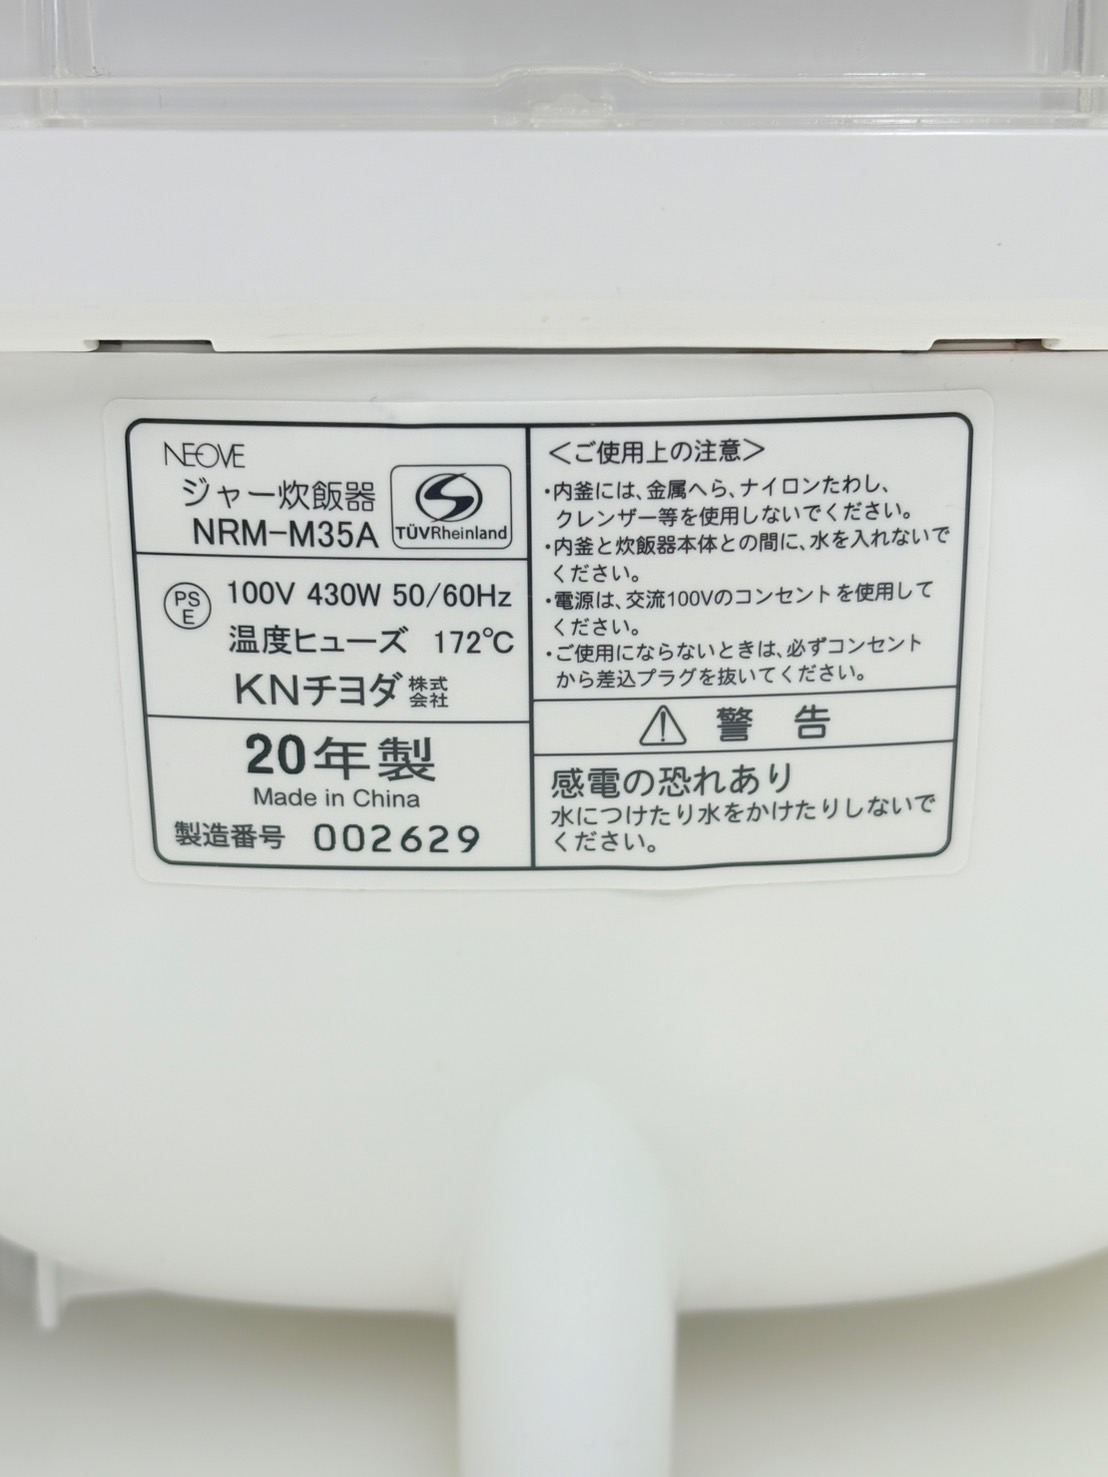 NEOVE
ジャー炊飯器
NRM-M35A
TÜVRheinland
PS
E
100V 430W 50/60Hz
温度ヒューズ 172℃
KNチヨダ株式会社
20年製
Made in China
製造番号 002629
＜ご使用上の注意＞
・内釜には、金属へら、ナイロンたわし、
クレンザー等を使用しないでください。
・内釜と炊飯器本体との間に、水を入れないで
ください。
・電源は、交流100Vのコンセントを使用して
ください。
・ご使用にならないときは、必ずコンセント
から差込プラグを抜いてください。
⚠ 警 告
感電の恐れあり
水につけたり水をかけたりしないで
ください。